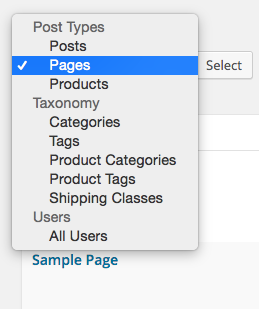 Post Types
Posts
✓ Pages
Select
Products
Taxonomy
Categories
Tags
Product Categories
Product Tags
Shipping Classes
Users
All Users
Sample Page